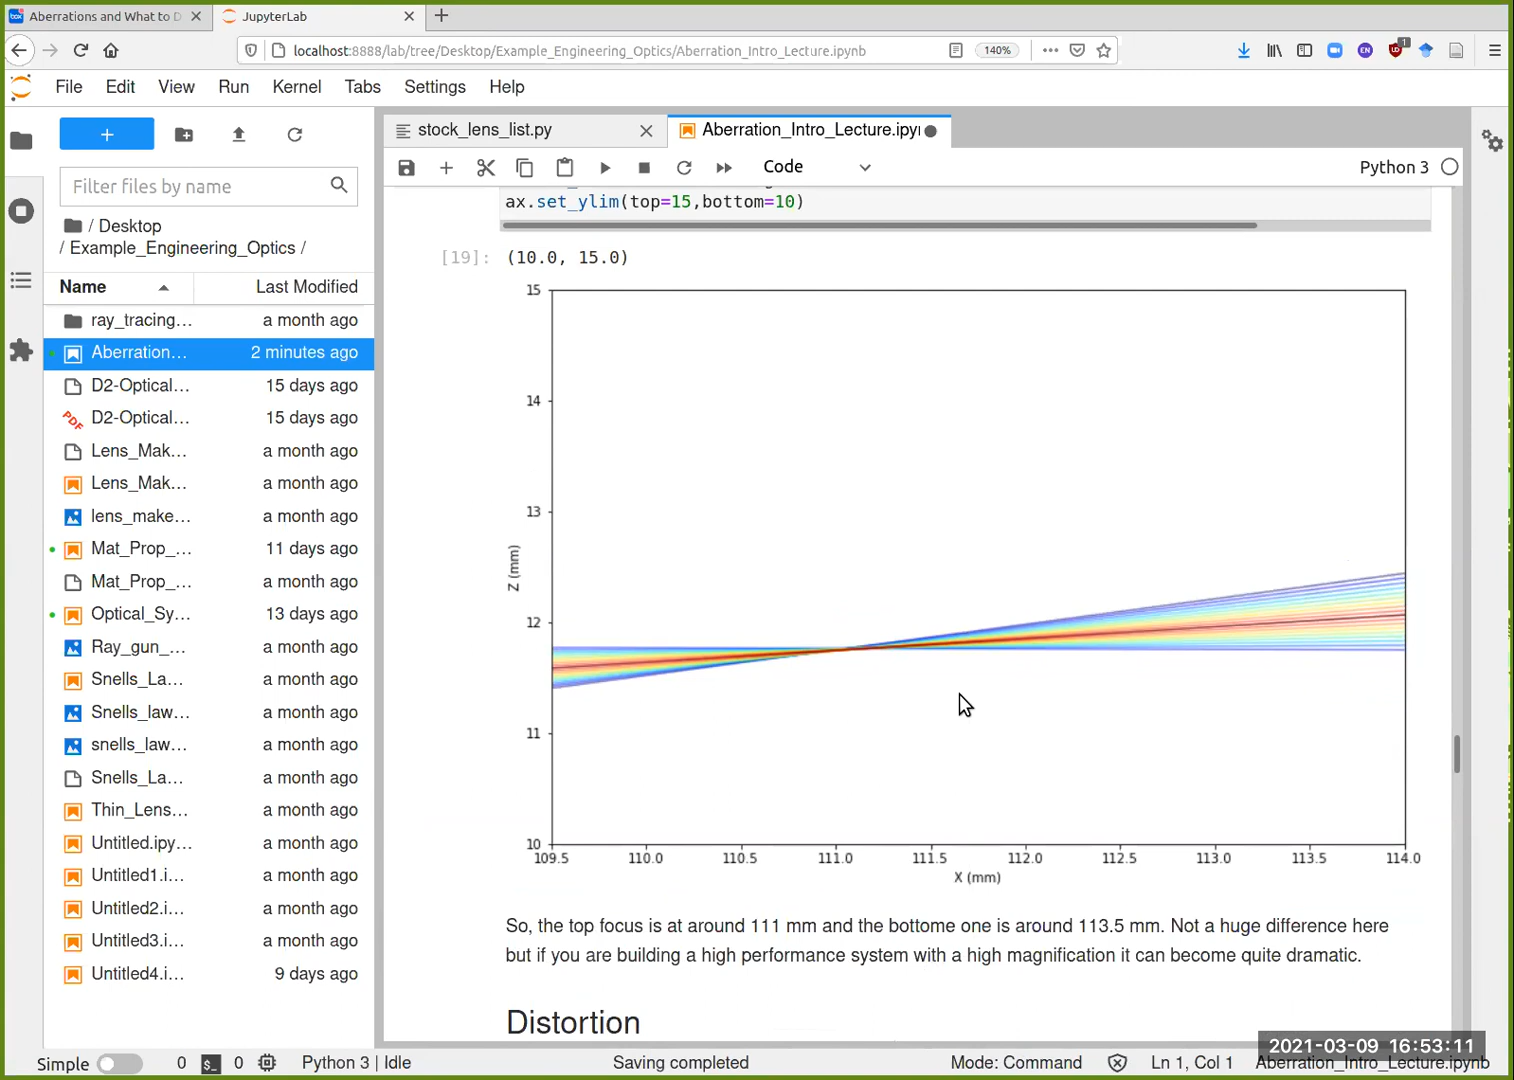 Aberrations and What to D
JupyterLab
localhost:8888/lab/tree/Desktop/Example_Engineering_Optics/Aberration_Intro_Lecture.ipynb
140%
EN
1
File Edit View Run Kernel Tabs Settings Help
stock_lens_list.py
Aberration_Intro_Lecture.ipy
Code
Python 3
Filter files by name
/ Desktop
/ Example_Engineering_Optics /
Name Last Modified
ray_tracing... a month ago
Aberration... 2 minutes ago
D2-Optical... 15 days ago
D2-Optical... 15 days ago
Lens_Mak... a month ago
Lens_Mak... a month ago
lens_make... a month ago
Mat_Prop_... 11 days ago
Mat_Prop_... a month ago
Optical_Sy... 13 days ago
Ray_gun_... a month ago
Snells_La... a month ago
Snells_law... a month ago
snells_law... a month ago
Snells_La... a month ago
Thin_Lens... a month ago
Untitled.ipy... a month ago
Untitled1.i... a month ago
Untitled2.i... a month ago
Untitled3.i... a month ago
Untitled4.i... 9 days ago
ax.set_ylim(top=15,bottom=10)
[19]: (10.0, 15.0)
15
14
13
12
11
10
Z (mm)
109.5 110.0 110.5 111.0 111.5 112.0 112.5 113.0 113.5 114.0
X (mm)
So, the top focus is at around 111 mm and the bottome one is around 113.5 mm. Not a huge difference here
but if you are building a high performance system with a high magnification it can become quite dramatic.
Distortion
2021-03-09 16:53:11
Simple 0 $_ 0 Python 3 | Idle Saving completed Mode: Command Ln 1, Col 1 Aberration_Intro_Lecture.ipynb